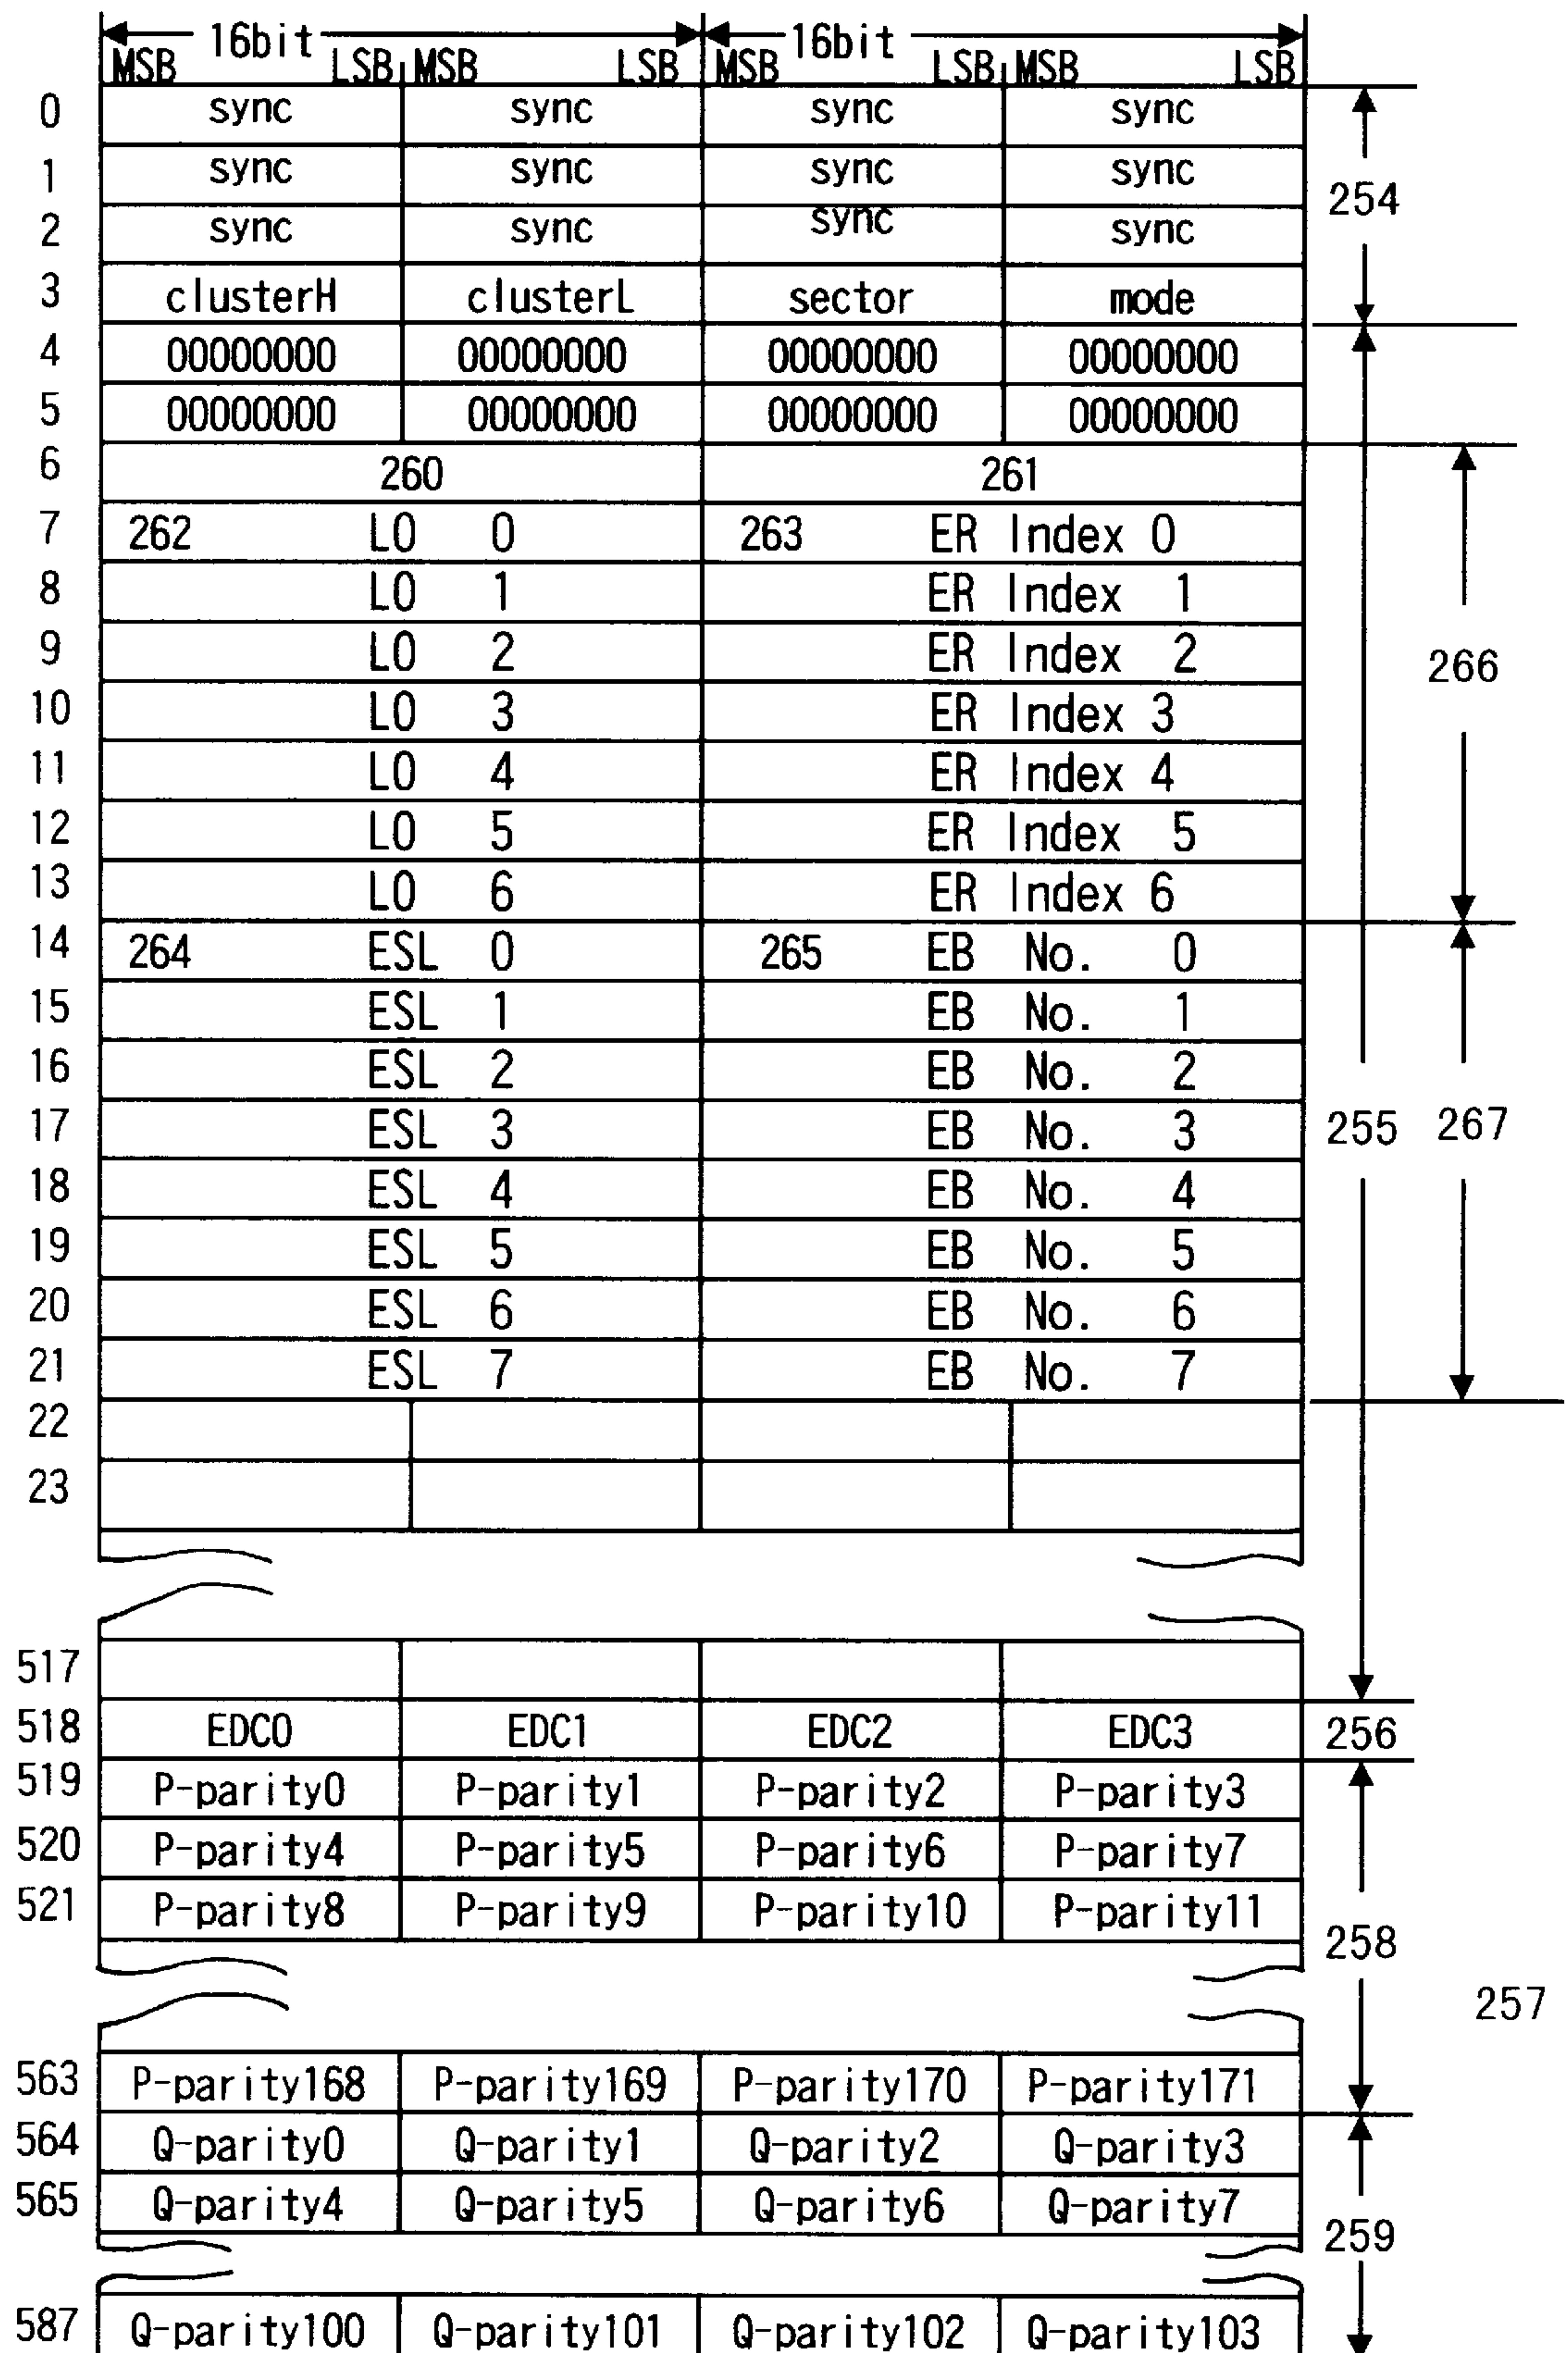 16bit 16bit
MSB LSB MSB LSB MSB LSB MSB LSB
0 sync sync sync sync
1 sync sync sync sync
254
2 sync sync sync sync
3 clusterH clusterL sector mode
4 00000000 00000000 00000000 00000000
5 00000000 00000000 00000000 00000000
6 260 261
7 262 LO 0 263 ER Index 0
8 LO 1 ER Index 1
9 LO 2 ER Index 2
266
10 LO 3 ER Index 3
11 LO 4 ER Index 4
12 LO 5 ER Index 5
13 LO 6 ER Index 6
14 264 ESL 0 265 EB No. 0
15 ESL 1 EB No. 1
16 ESL 2 EB No. 2
17 ESL 3 EB No. 3 255 267
18 ESL 4 EB No. 4
19 ESL 5 EB No. 5
20 ESL 6 EB No. 6
21 ESL 7 EB No. 7
22
23
517
518 EDC0 EDC1 EDC2 EDC3 256
519 P-parity0 P-parity1 P-parity2 P-parity3
520 P-parity4 P-parity5 P-parity6 P-parity7
521 P-parity8 P-parity9 P-parity10 P-parity11
258
257
563 P-parity168 P-parity169 P-parity170 P-parity171
564 Q-parity0 Q-parity1 Q-parity2 Q-parity3
565 Q-parity4 Q-parity5 Q-parity6 Q-parity7
259
587 Q-parity100 Q-parity101 Q-parity102 Q-parity103